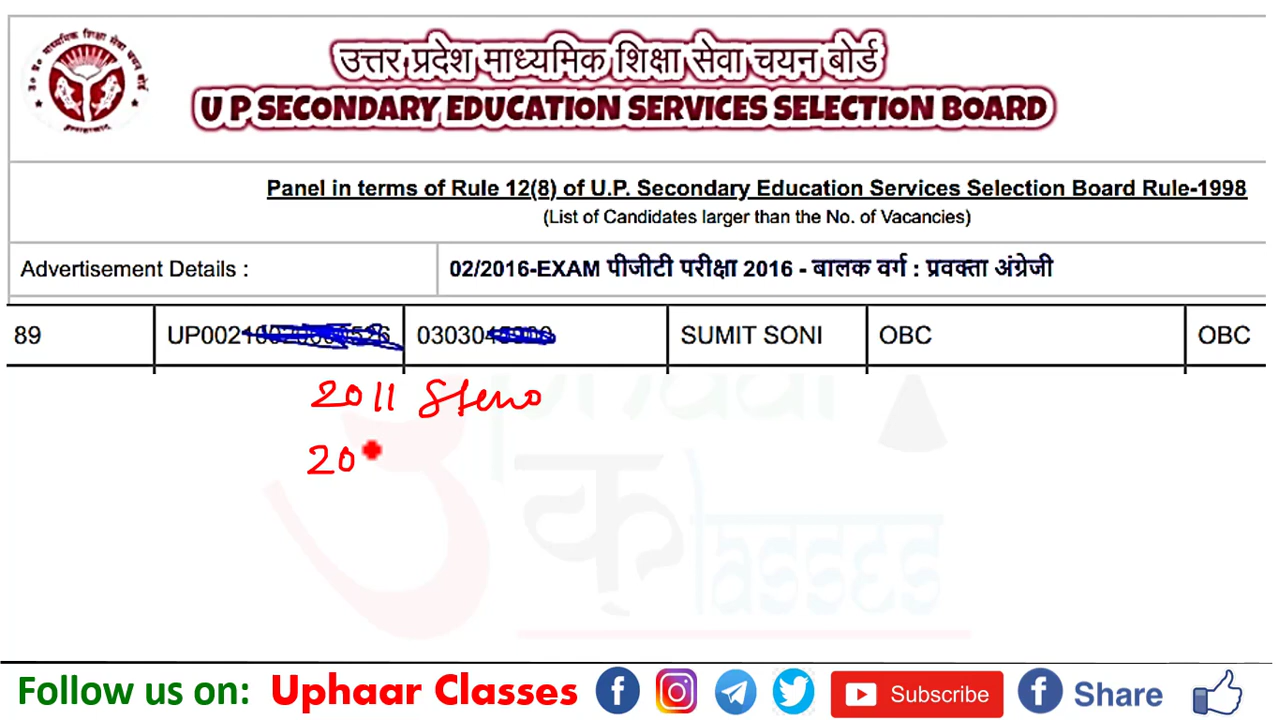 उत्तर प्रदेश माध्यमिक शिक्षा सेवा चयन बोर्ड
U P SECONDARY EDUCATION SERVICES SELECTION BOARD
Panel in terms of Rule 12(8) of U.P. Secondary Education Services Selection Board Rule-1998
(List of Candidates larger than the No. of Vacancies)
Advertisement Details : 02/2016-EXAM पीजीटी परीक्षा 2016 - बालक वर्ग : प्रवक्ता अंग्रेजी
89 UP002 03030 SUMIT SONI OBC OBC
2011 Steno
20
Follow us on: Uphaar Classes Subscribe Share